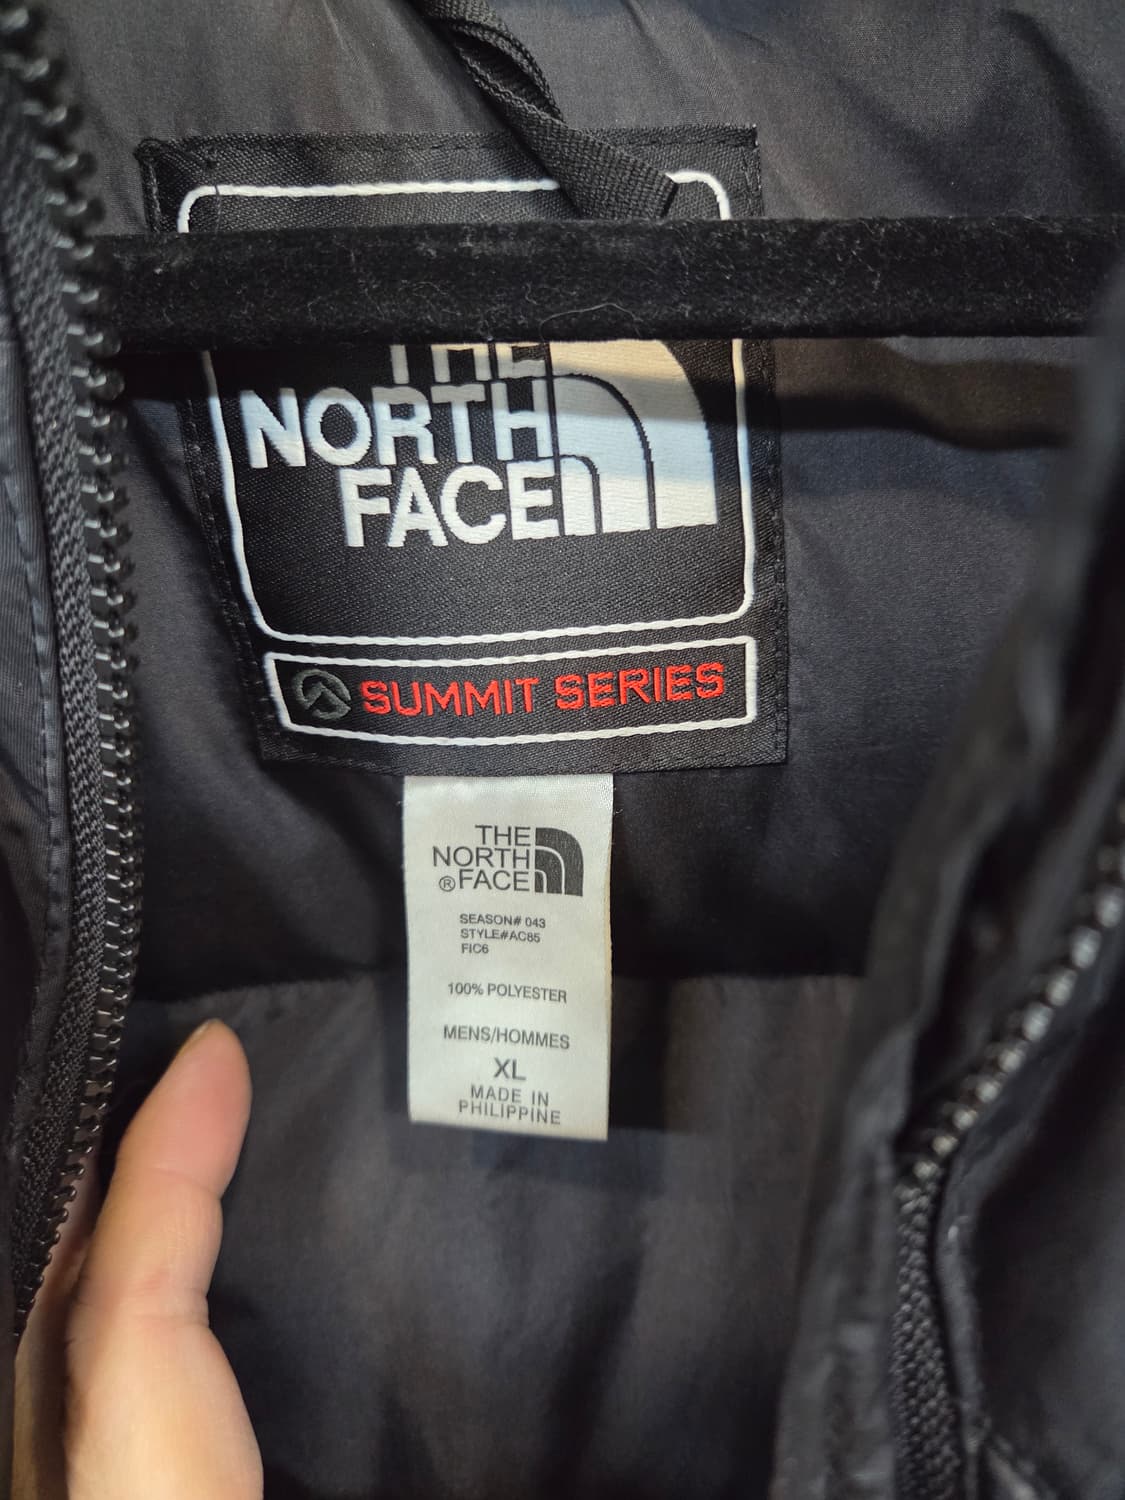 THE
NORTH
FACE
SUMMIT SERIES
THE
NORTH
®FACE
SEASON# 043
STYLE#AC85
FIC6
100% POLYESTER
MENS/HOMMES
XL
MADE IN
PHILIPPINE